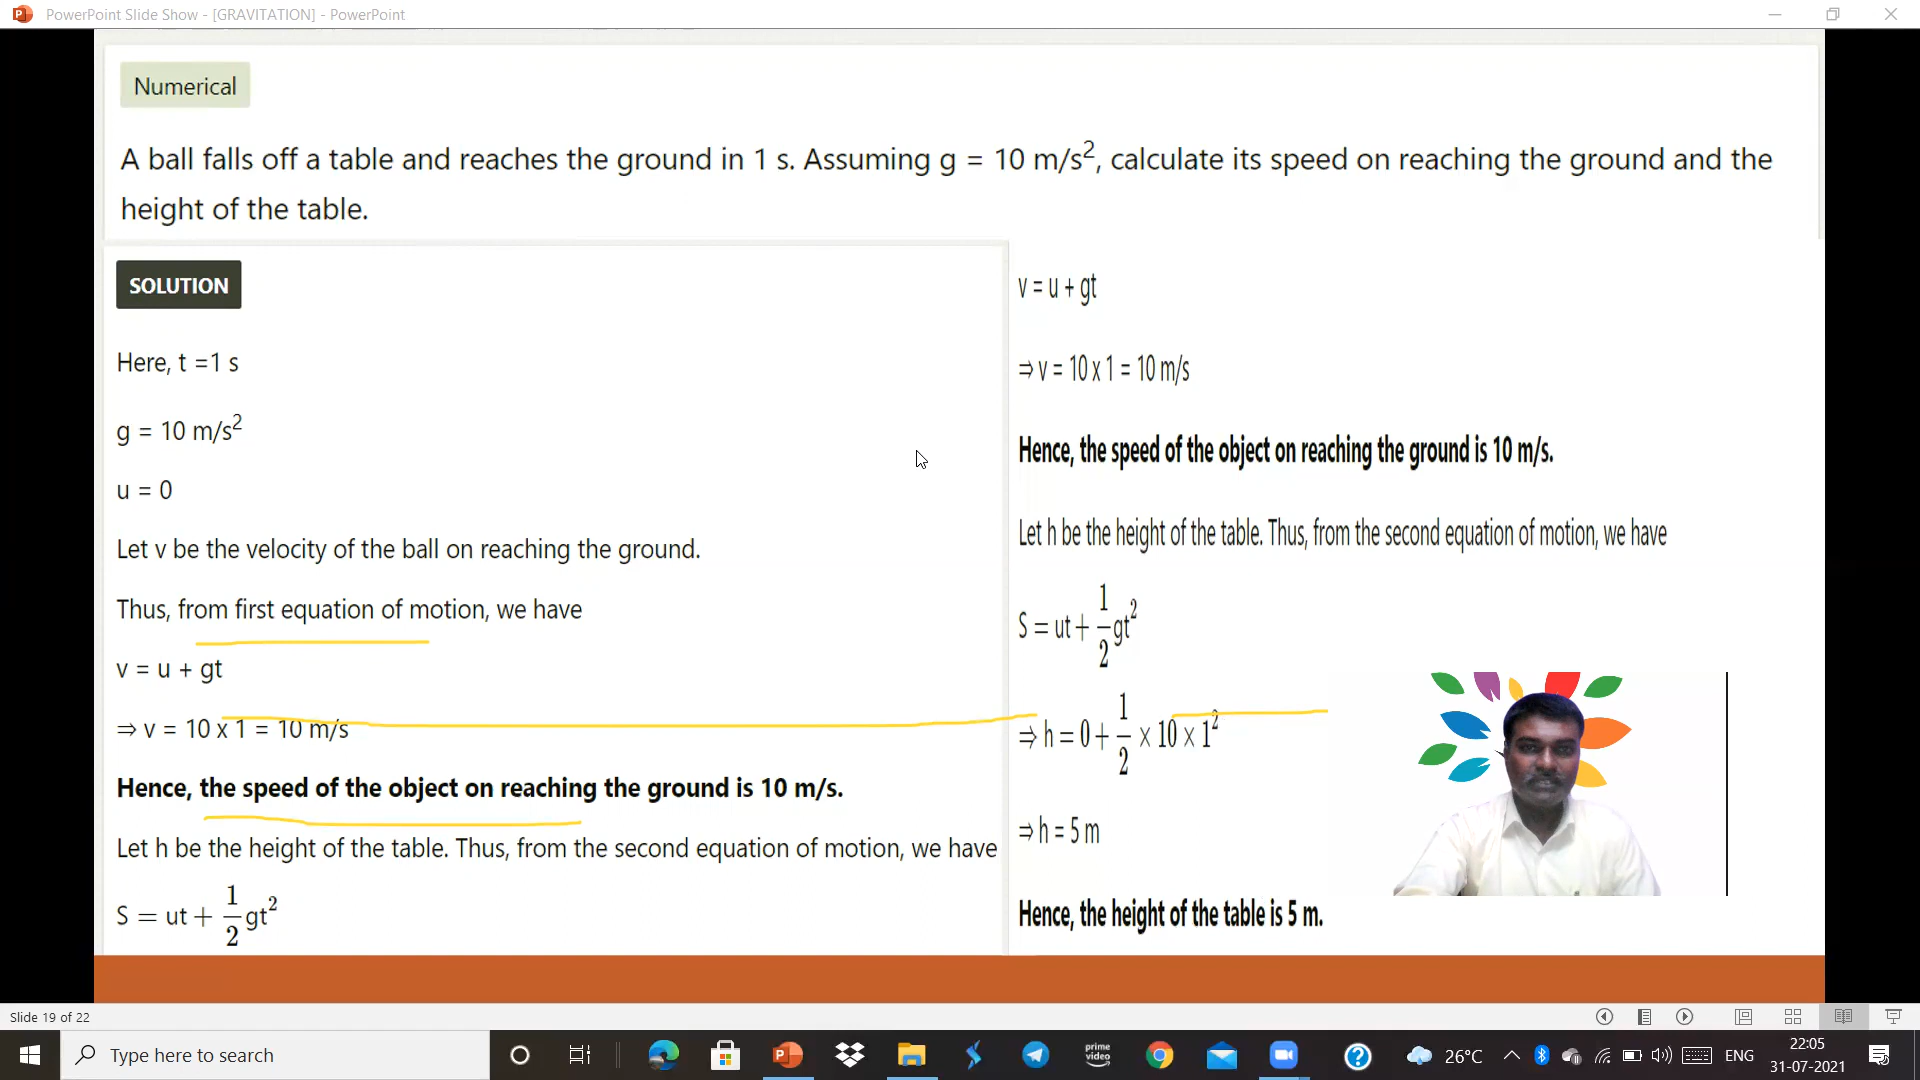 PowerPoint Slide Show - [GRAVITATION] - PowerPoint
Numerical
A ball falls off a table and reaches the ground in 1 s. Assuming g = 10 m/s², calculate its speed on reaching the ground and the
height of the table.
SOLUTION
Here, t =1 s
g = 10 m/s²
u = 0
Let v be the velocity of the ball on reaching the ground.
Thus, from first equation of motion, we have
v = u + gt
⇒ v = 10 x 1 = 10 m/s
Hence, the speed of the object on reaching the ground is 10 m/s.
Let h be the height of the table. Thus, from the second equation of motion, we have
S = ut + 1/2 gt²
v = u + gt
⇒ v = 10 x 1 = 10 m/s
Hence, the speed of the object on reaching the ground is 10 m/s.
Let h be the height of the table. Thus, from the second equation of motion, we have
S = ut + 1/2 gt²
⇒ h = 0 + 1/2 × 10 × 1²
⇒ h = 5 m
Hence, the height of the table is 5 m.
Slide 19 of 22
Type here to search
prime
video
26°C
ENG
22:05
31-07-2021